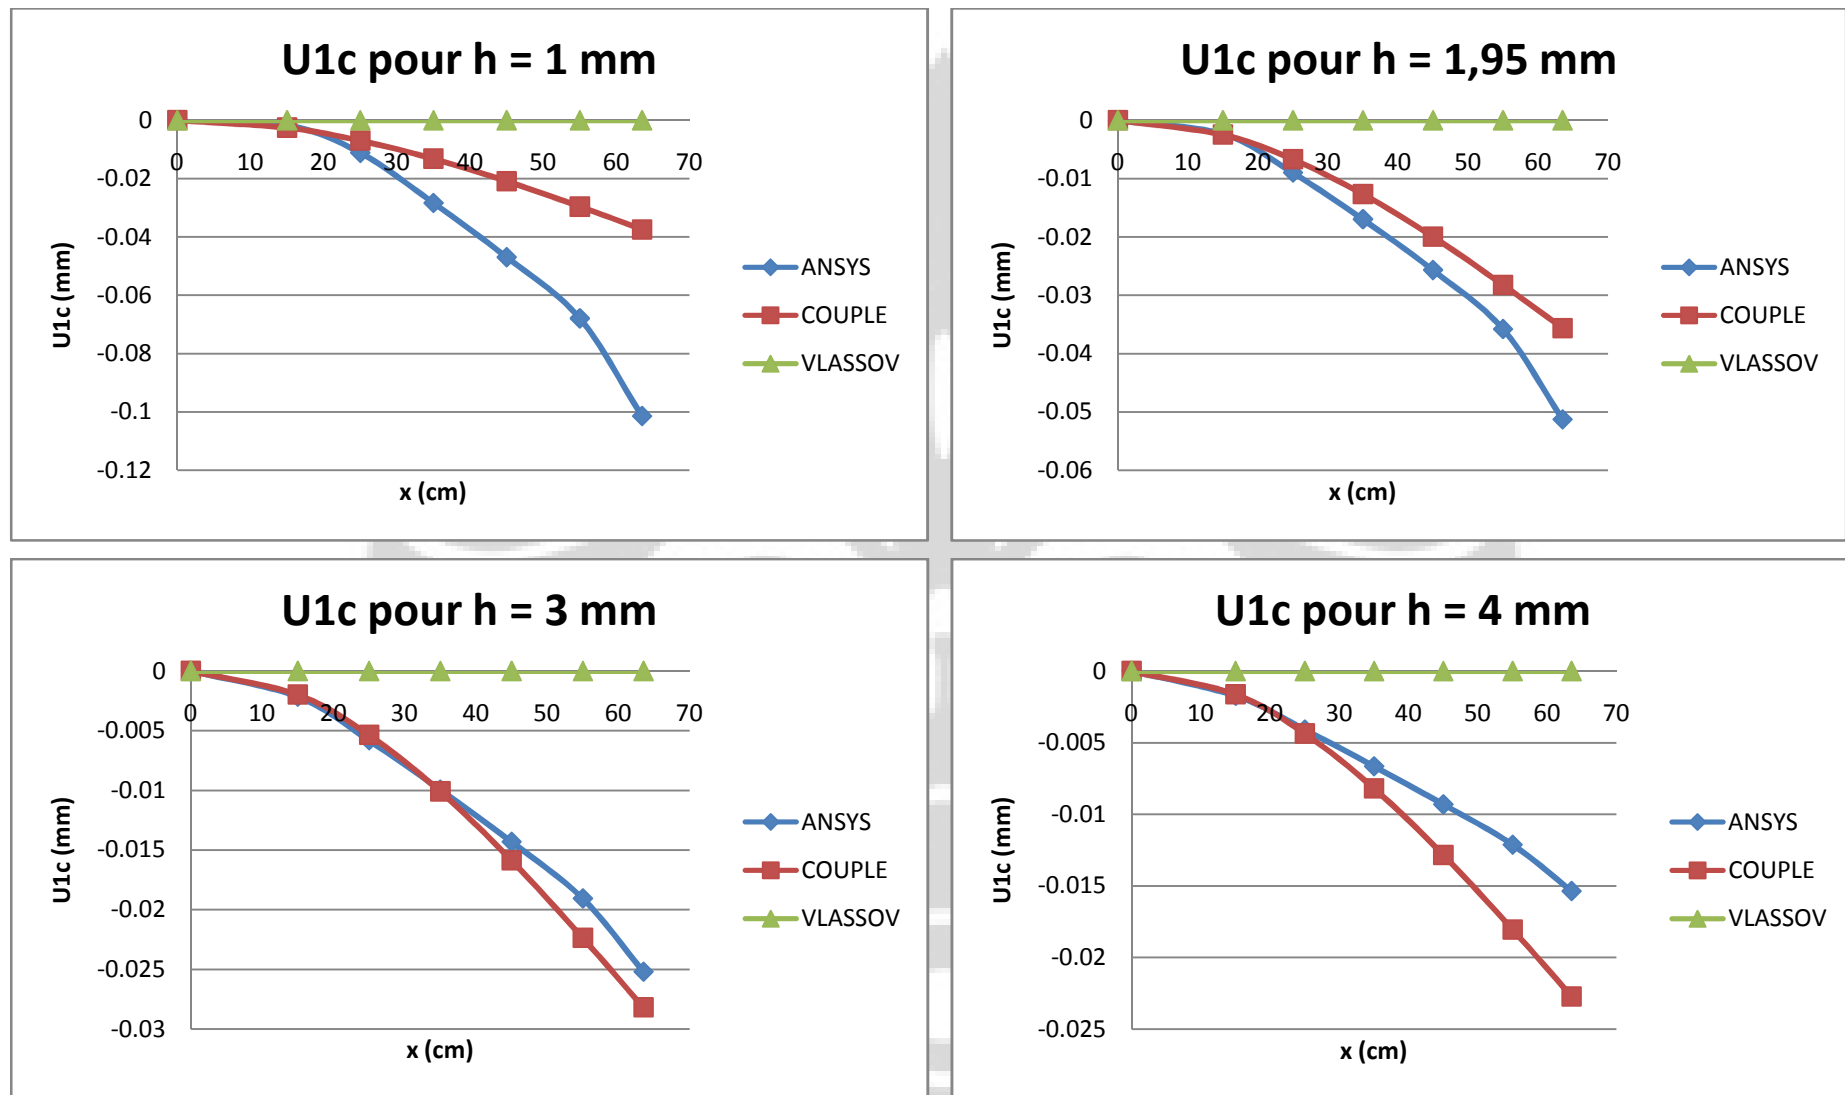 U1c pour h = 1 mm
0
-0.02
-0.04
-0.06
-0.08
-0.1
-0.12
0 10 20 30 40 50 60 70
U1c (mm)
x (cm)
ANSYS
COUPLE
VLASSOV
U1c pour h = 1,95 mm
0
-0.01
-0.02
-0.03
-0.04
-0.05
-0.06
0 10 20 30 40 50 60 70
U1c (mm)
x (cm)
ANSYS
COUPLE
VLASSOV
U1c pour h = 3 mm
0
-0.005
-0.01
-0.015
-0.02
-0.025
-0.03
0 10 20 30 40 50 60 70
U1c (mm)
x (cm)
ANSYS
COUPLE
VLASSOV
U1c pour h = 4 mm
0
-0.005
-0.01
-0.015
-0.02
-0.025
0 10 20 30 40 50 60 70
U1c (mm)
x (cm)
ANSYS
COUPLE
VLASSOV